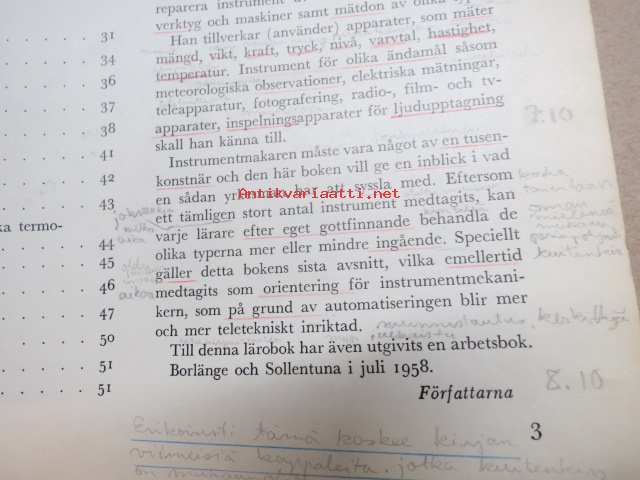 31
34
36
37
38
41
42
43
ka termo-
44
45
46
47
50
51
51
reparera instrument
verktyg och maskiner samt mätdon av olika
Han tillverkar (använder) apparater, som mäter
mängd, vikt, kraft, tryck, nivå, varvtal, hastighet,
temperatur. Instrument för olika ändamål såsom
meteorologiska observationer, elektriska mätningar,
teleapparatur, fotografering, radio-, film- och tv-
apparater, inspelningsapparater för ljudupptagning
skall han känna till.
Instrumentmakaren måste vara något av en tusen-
konstnär och den här boken vill ge en inblick i vad
en sådan syssla med. Eftersom
Antikvariaatti.net
ett tämligen stort antal instrument medtagits, kan
varje lärare efter eget gottfinnande behandla de
olika typerna mer eller mindre ingående. Speciellt
gäller detta bokens sista avsnitt, vilka emellertid
medtagits som orientering för instrumentmekani-
kern, som på grund av automatiseringen blir mer
och mer teletekniskt inriktad.
Till denna lärobok har även utgivits en arbetsbok.
Borlänge och Sollentuna i juli 1958.
Författarna
7.10
koska
8.10
3
Erikoisesti tämä koskee kirjan
viimeisiä kappaleita, jotka kuitenkin
on